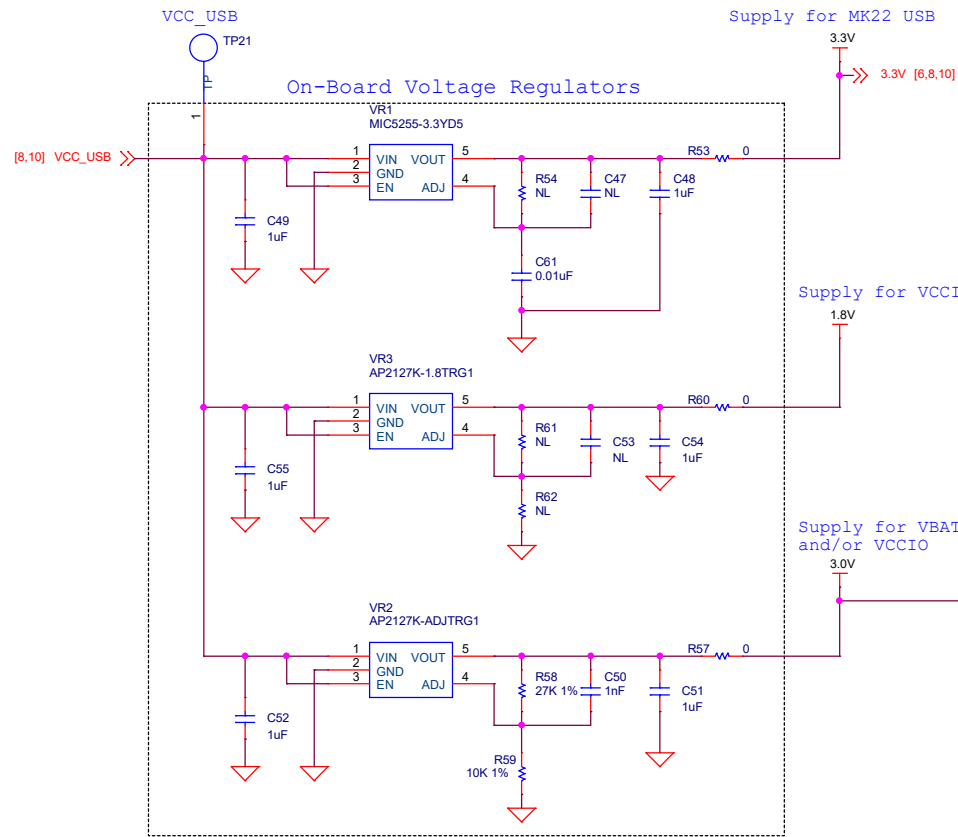 VCC_USB
TP21
TP
1
Supply for MK22 USB
3.3V
3.3V [6,8,10]
On-Board Voltage Regulators
[8,10] VCC_USB
VR1
MIC5255-3.3YD5
1 VIN VOUT 5
2 GND
3 EN ADJ 4
C49
1uF
R54
NL
C47
NL
C48
1uF
R53 0
C61
0.01uF
Supply for VCCI
1.8V
VR3
AP2127K-1.8TRG1
1 VIN VOUT 5
2 GND
3 EN ADJ 4
C55
1uF
R61
NL
C53
NL
C54
1uF
R60 0
R62
NL
Supply for VBAT
and/or VCCIO
3.0V
VR2
AP2127K-ADJTRG1
1 VIN VOUT 5
2 GND
3 EN ADJ 4
C52
1uF
R58
27K 1%
C50
1nF
C51
1uF
R57 0
R59
10K 1%